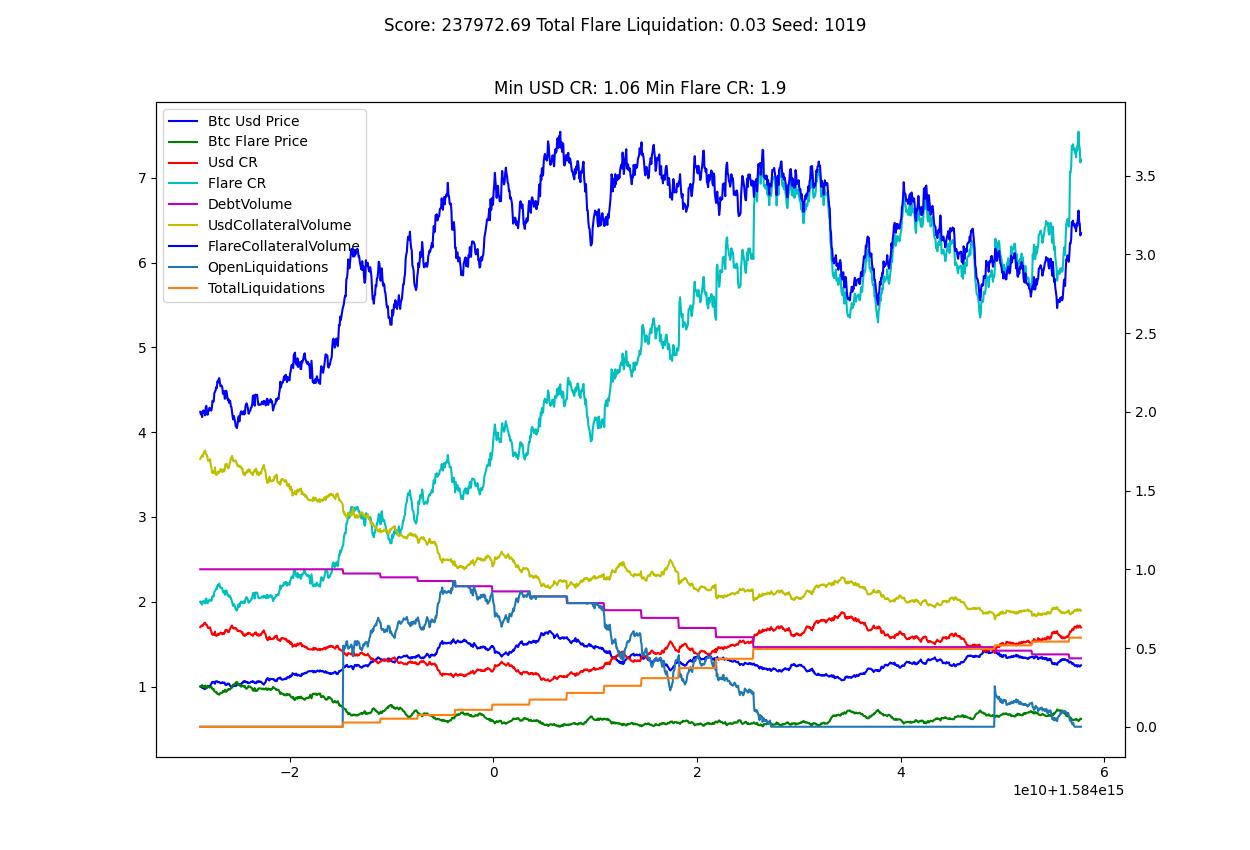 Score: 237972.69 Total Flare Liquidation: 0.03 Seed: 1019
Min USD CR: 1.06 Min Flare CR: 1.9
Btc Usd Price
Btc Flare Price
Usd CR
Flare CR
DebtVolume
UsdCollateralVolume
FlareCollateralVolume
OpenLiquidations
TotalLiquidations
7
6
5
4
3
2
1
3.5
3.0
2.5
2.0
1.5
1.0
0.5
0.0
−2 0 2 4 6
1e10+1.584e15